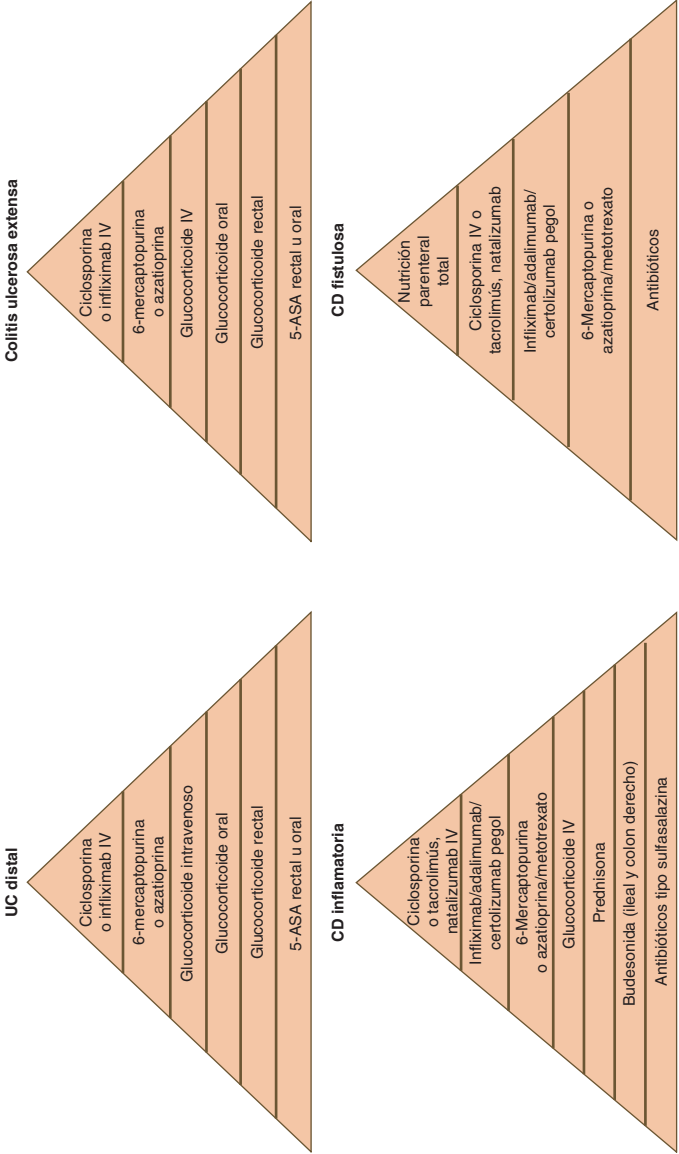 UC distal
Ciclosporina
o infliximab IV
6-mercaptopurina
o azatioprina
Glucocorticoide intravenoso
Glucocorticoide oral
Glucocorticoide rectal
5-ASA rectal u oral
Colitis ulcerosa extensa
Ciclosporina
o infliximab IV
6-mercaptopurina
o azatioprina
Glucocorticoide IV
Glucocorticoide oral
Glucocorticoide rectal
5-ASA rectal u oral
CD inflamatoria
Ciclosporina
o tacrolimús,
natalizumab IV
Infliximab/adalimumab/
certolizumab pegol
6-Mercaptopurina
o azatioprina/metotrexato
Glucocorticoide IV
Prednisona
Budesonida (ileal y colon derecho)
Antibióticos tipo sulfasalazina
CD fistulosa
Nutrición
parenteral
total
Ciclosporina IV o
tacrolimús, natalizumab
Infliximab/adalimumab/
certolizumab pegol
6-Mercaptopurina o
azatioprina/metotrexato
Antibióticos